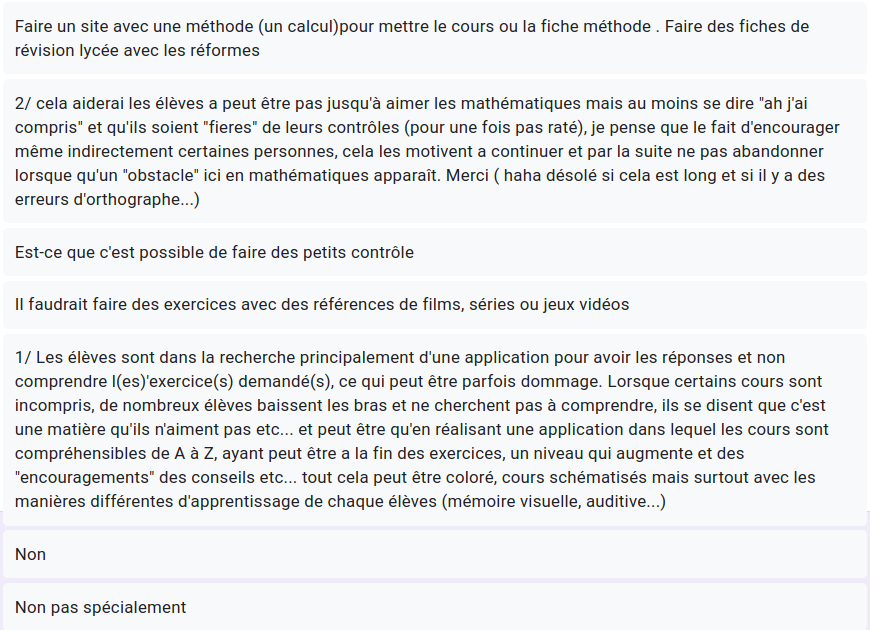 Faire un site avec une méthode (un calcul)pour mettre le cours ou la fiche méthode . Faire des fiches de
révision lycée avec les réformes
2/ cela aiderai les élèves a peut être pas jusqu'à aimer les mathématiques mais au moins se dire "ah j'ai
compris" et qu'ils soient "fieres" de leurs contrôles (pour une fois pas raté), je pense que le fait d'encourager
même indirectement certaines personnes, cela les motivent a continuer et par la suite ne pas abandonner
lorsque qu'un "obstacle" ici en mathématiques apparaît. Merci ( haha désolé si cela est long et si il y a des
erreurs d'orthographe...)
Est-ce que c'est possible de faire des petits contrôle
Il faudrait faire des exercices avec des références de films, séries ou jeux vidéos
1/ Les élèves sont dans la recherche principalement d'une application pour avoir les réponses et non
comprendre l(es)'exercice(s) demandé(s), ce qui peut être parfois dommage. Lorsque certains cours sont
incompris, de nombreux élèves baissent les bras et ne cherchent pas à comprendre, ils se disent que c'est
une matière qu'ils n'aiment pas etc... et peut être qu'en réalisant une application dans lequel les cours sont
compréhensibles de A à Z, ayant peut être a la fin des exercices, un niveau qui augmente et des
"encouragements" des conseils etc... tout cela peut être coloré, cours schématisés mais surtout avec les
manières différentes d'apprentissage de chaque élèves (mémoire visuelle, auditive...)
Non
Non pas spécialement